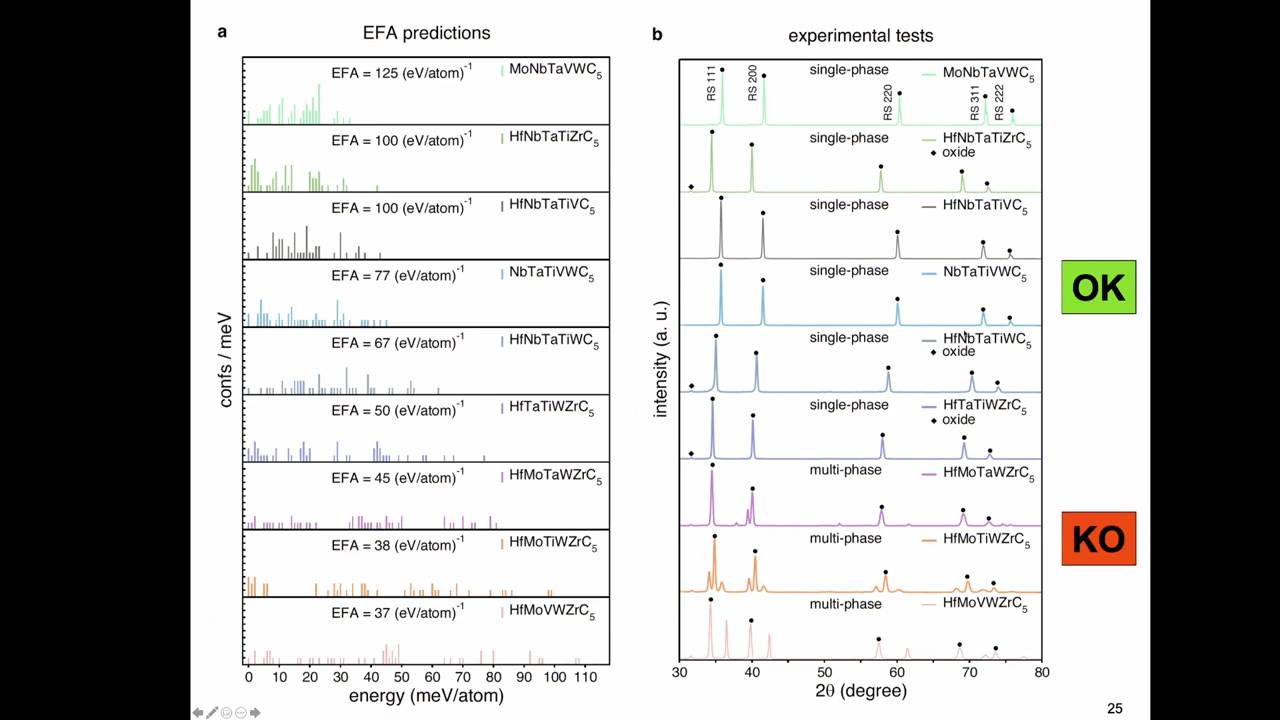 a
EFA predictions
EFA = 125 (eV/atom)⁻¹
MoNbTaVWC₅
EFA = 100 (eV/atom)⁻¹
HfNbTaTiZrC₅
EFA = 100 (eV/atom)⁻¹
HfNbTaTiVC₅
EFA = 77 (eV/atom)⁻¹
NbTaTiVWC₅
EFA = 67 (eV/atom)⁻¹
HfNbTaTiWC₅
EFA = 50 (eV/atom)⁻¹
HfTaTiWZrC₅
EFA = 45 (eV/atom)⁻¹
HfMoTaWZrC₅
EFA = 38 (eV/atom)⁻¹
HfMoTiWZrC₅
EFA = 37 (eV/atom)⁻¹
HfMoVWZrC₅
confs / meV
0 10 20 30 40 50 60 70 80 90 100 110
energy (meV/atom)
b
experimental tests
RS 111
RS 200
RS 220
RS 311
RS 222
single-phase
MoNbTaVWC₅
single-phase
HfNbTaTiZrC₅
oxide
single-phase
HfNbTaTiVC₅
single-phase
NbTaTiVWC₅
single-phase
HfNbTaTiWC₅
oxide
single-phase
HfTaTiWZrC₅
oxide
multi-phase
HfMoTaWZrC₅
multi-phase
HfMoTiWZrC₅
multi-phase
HfMoVWZrC₅
intensity (a. u.)
30 40 50 60 70 80
2θ (degree)
OK
KO
25